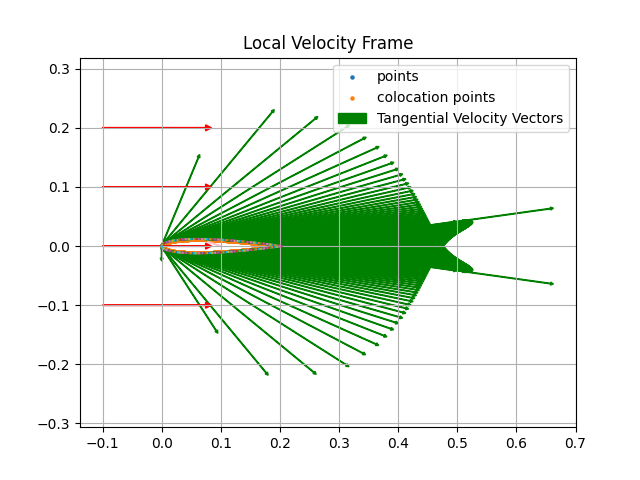 Local Velocity Frame
points
colocation points
Tangential Velocity Vectors
0.3
0.2
0.1
0.0
−0.1
−0.2
−0.3
−0.1 0.0 0.1 0.2 0.3 0.4 0.5 0.6 0.7